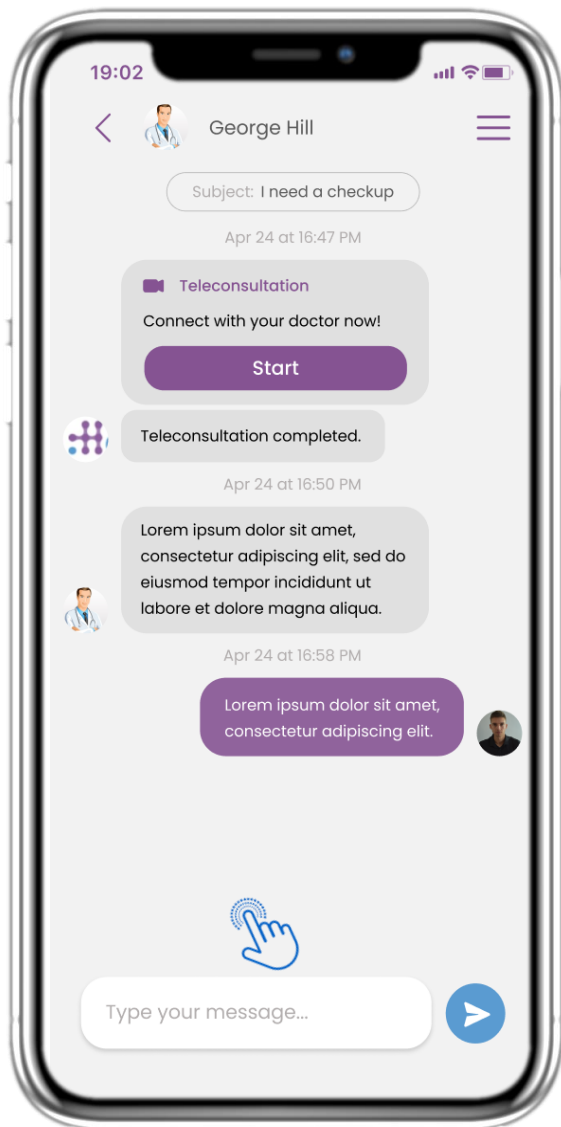 19:02
George Hill
Subject: I need a checkup
Apr 24 at 16:47 PM
Teleconsultation
Connect with your doctor now!
Start
Teleconsultation completed.
Apr 24 at 16:50 PM
Lorem ipsum dolor sit amet,
consectetur adipiscing elit, sed do
eiusmod tempor incididunt ut
labore et dolore magna aliqua.
Apr 24 at 16:58 PM
Lorem ipsum dolor sit amet,
consectetur adipiscing elit.
Type your message...